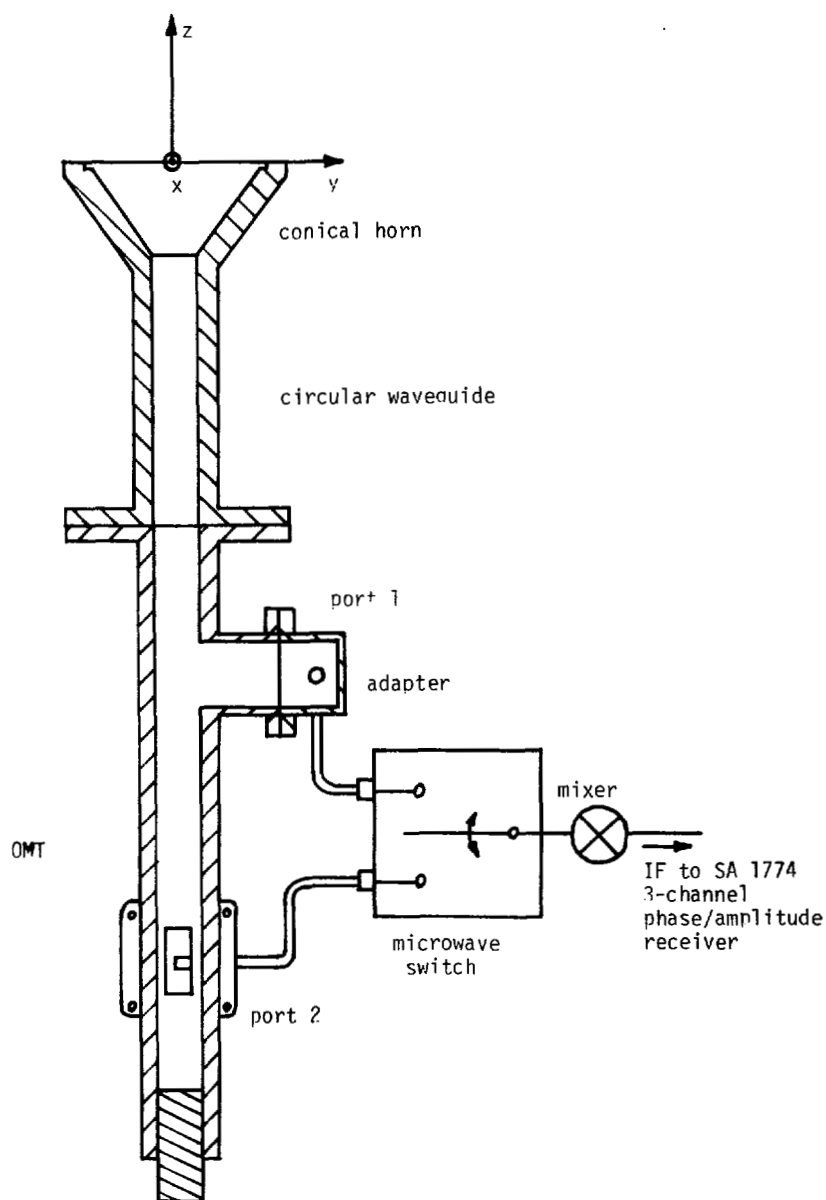 z
x
y
conical horn
circular waveguide
port 1
adapter
mixer
OMT
IF to SA 1774
3-channel
phase/amplitude
receiver
microwave
switch
port 2